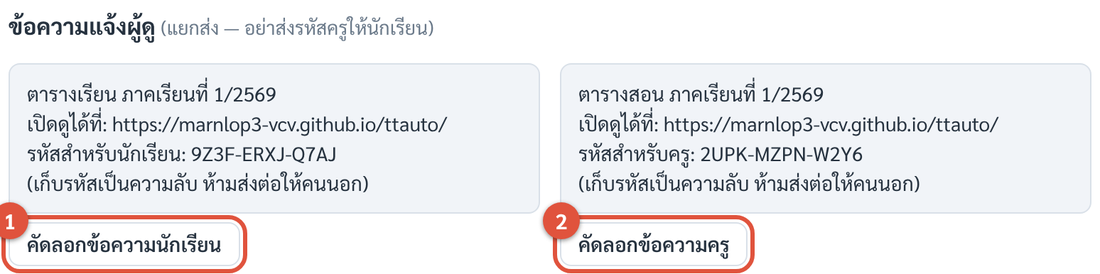 ข้อความแจ้งผู้ดู (แยกส่ง — อย่าส่งรหัสครูให้นักเรียน)
ตารางเรียน ภาคเรียนที่ 1/2569
เปิดดูได้ที่: https://marnlop3-vcv.github.io/ttauto/
รหัสสำหรับนักเรียน: 9Z3F-ERXJ-Q7AJ
(เก็บรหัสเป็นความลับ ห้ามส่งต่อให้คนนอก)
1
คัดลอกข้อความนักเรียน
ตารางสอน ภาคเรียนที่ 1/2569
เปิดดูได้ที่: https://marnlop3-vcv.github.io/ttauto/
รหัสสำหรับครู: 2UPK-MZPN-W2Y6
(เก็บรหัสเป็นความลับ ห้ามส่งต่อให้คนนอก)
2
คัดลอกข้อความครู